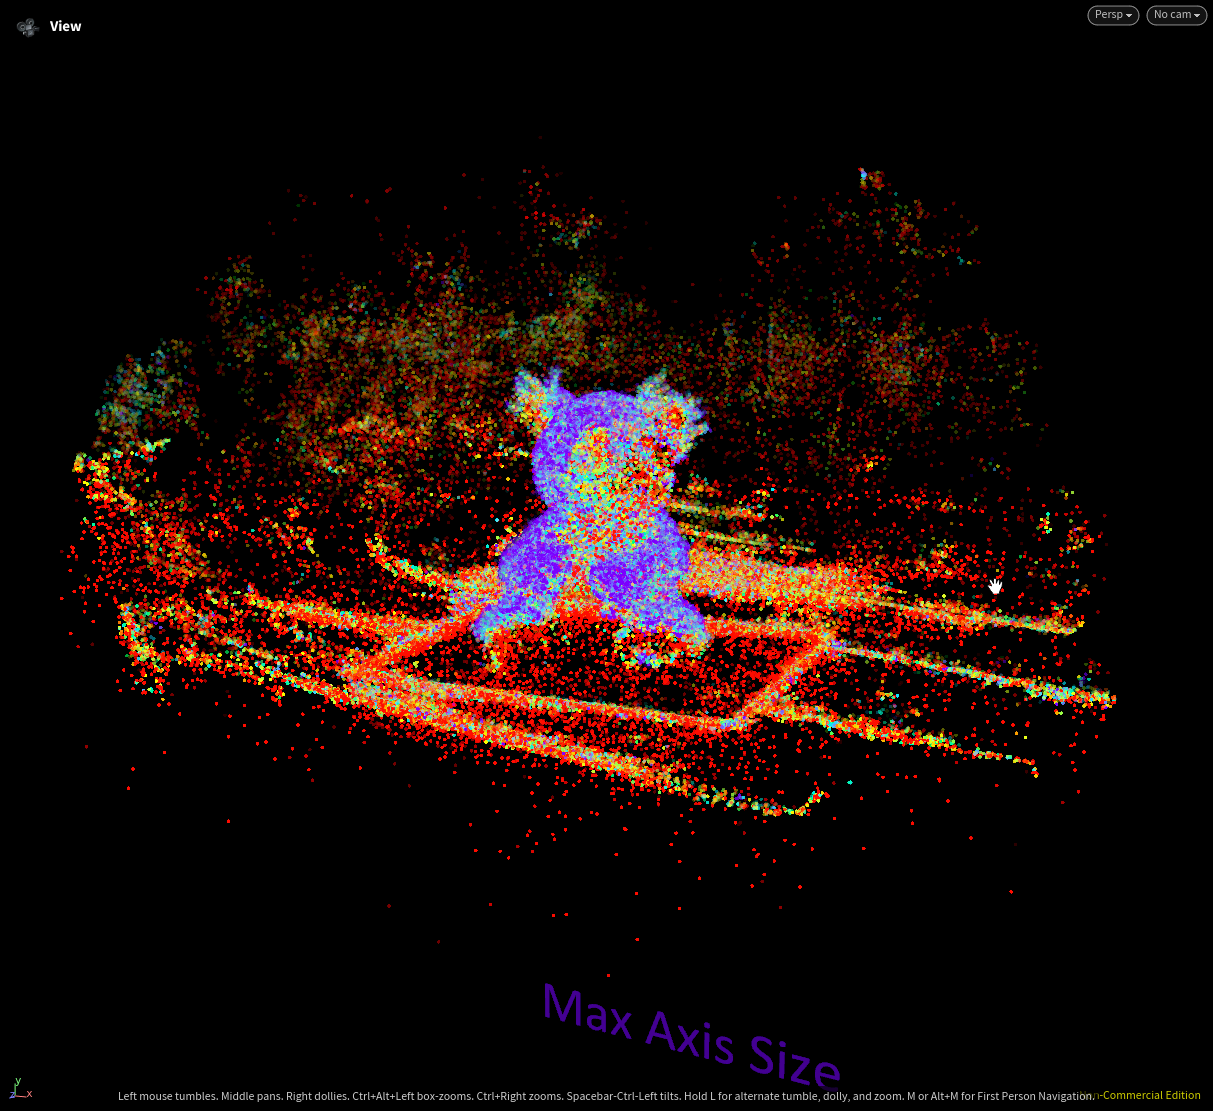 View
Persp
No cam
Max Axis Size
y
z x
Left mouse tumbles. Middle pans. Right dollies. Ctrl+Alt+Left box-zooms. Ctrl+Right zooms. Spacebar-Ctrl-Left tilts. Hold L for alternate tumble, dolly, and zoom. M or Alt+M for First Person Navigation.
-Commercial Edition